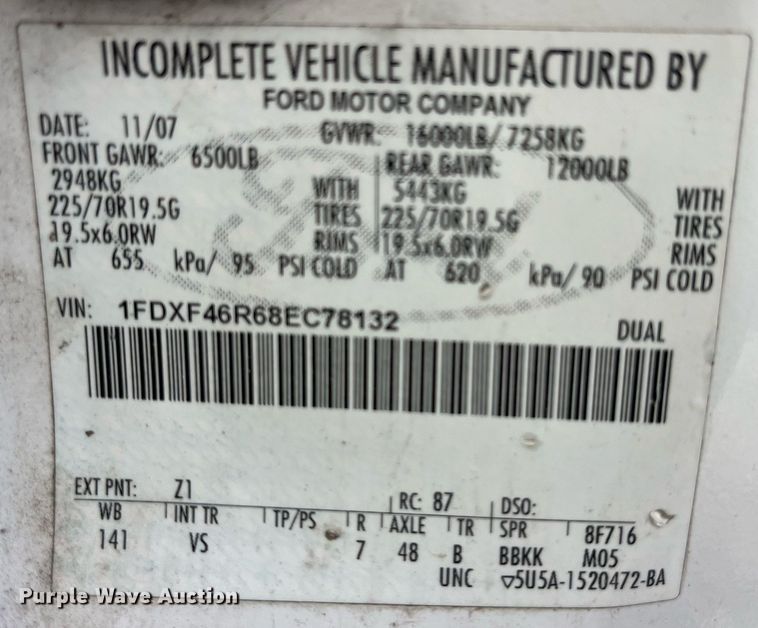 INCOMPLETE VEHICLE MANUFACTURED BY
FORD MOTOR COMPANY
DATE: 11/07 GVWR: 16000LB/ 7258KG
FRONT GAWR: 6500LB REAR GAWR: 12000LB
2948KG WITH 5443KG WITH
225/70R19.5G TIRES 225/70R19.5G TIRES
19.5x6.0RW RIMS 19.5x6.0RW RIMS
AT 655 kPa/ 95 PSI COLD AT 620 kPa/ 90 PSI COLD
VIN: 1FDXF46R68EC78132
DUAL
EXT PNT: Z1 RC: 87 DSO:
WB INT TR TP/PS R AXLE TR SPR 8F716
141 VS 7 48 B BBKK M05
UNC ▽5U5A-1520472-BA
Purple Wave Auction